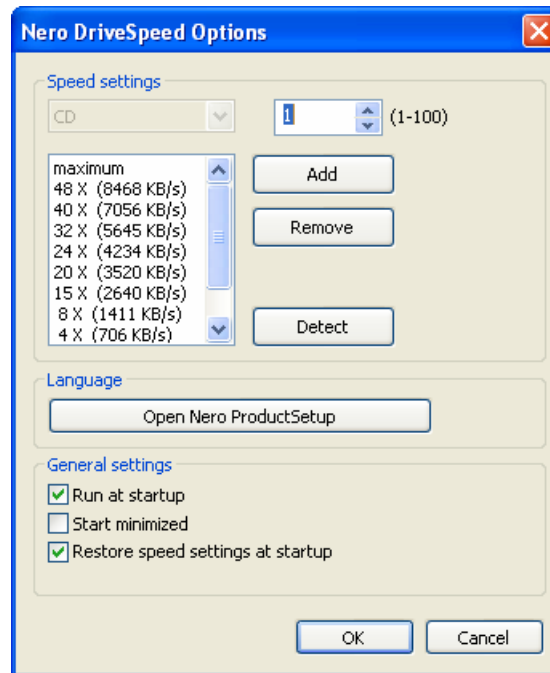 Nero DriveSpeed Options
Speed settings
CD
1 (1-100)
maximum
48 X (8468 KB/s)
40 X (7056 KB/s)
32 X (5645 KB/s)
24 X (4234 KB/s)
20 X (3520 KB/s)
15 X (2640 KB/s)
8 X (1411 KB/s)
4 X (706 KB/s)
Add
Remove
Detect
Language
Open Nero ProductSetup
General settings
Run at startup
Start minimized
Restore speed settings at startup
OK
Cancel